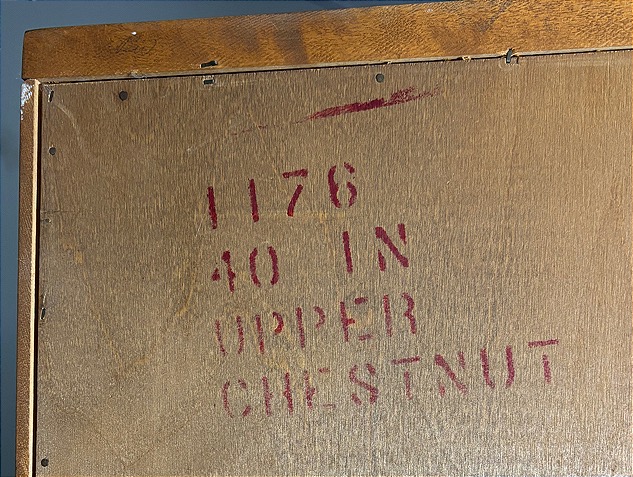 1176
40 IN
UPPER
CHESTNUT